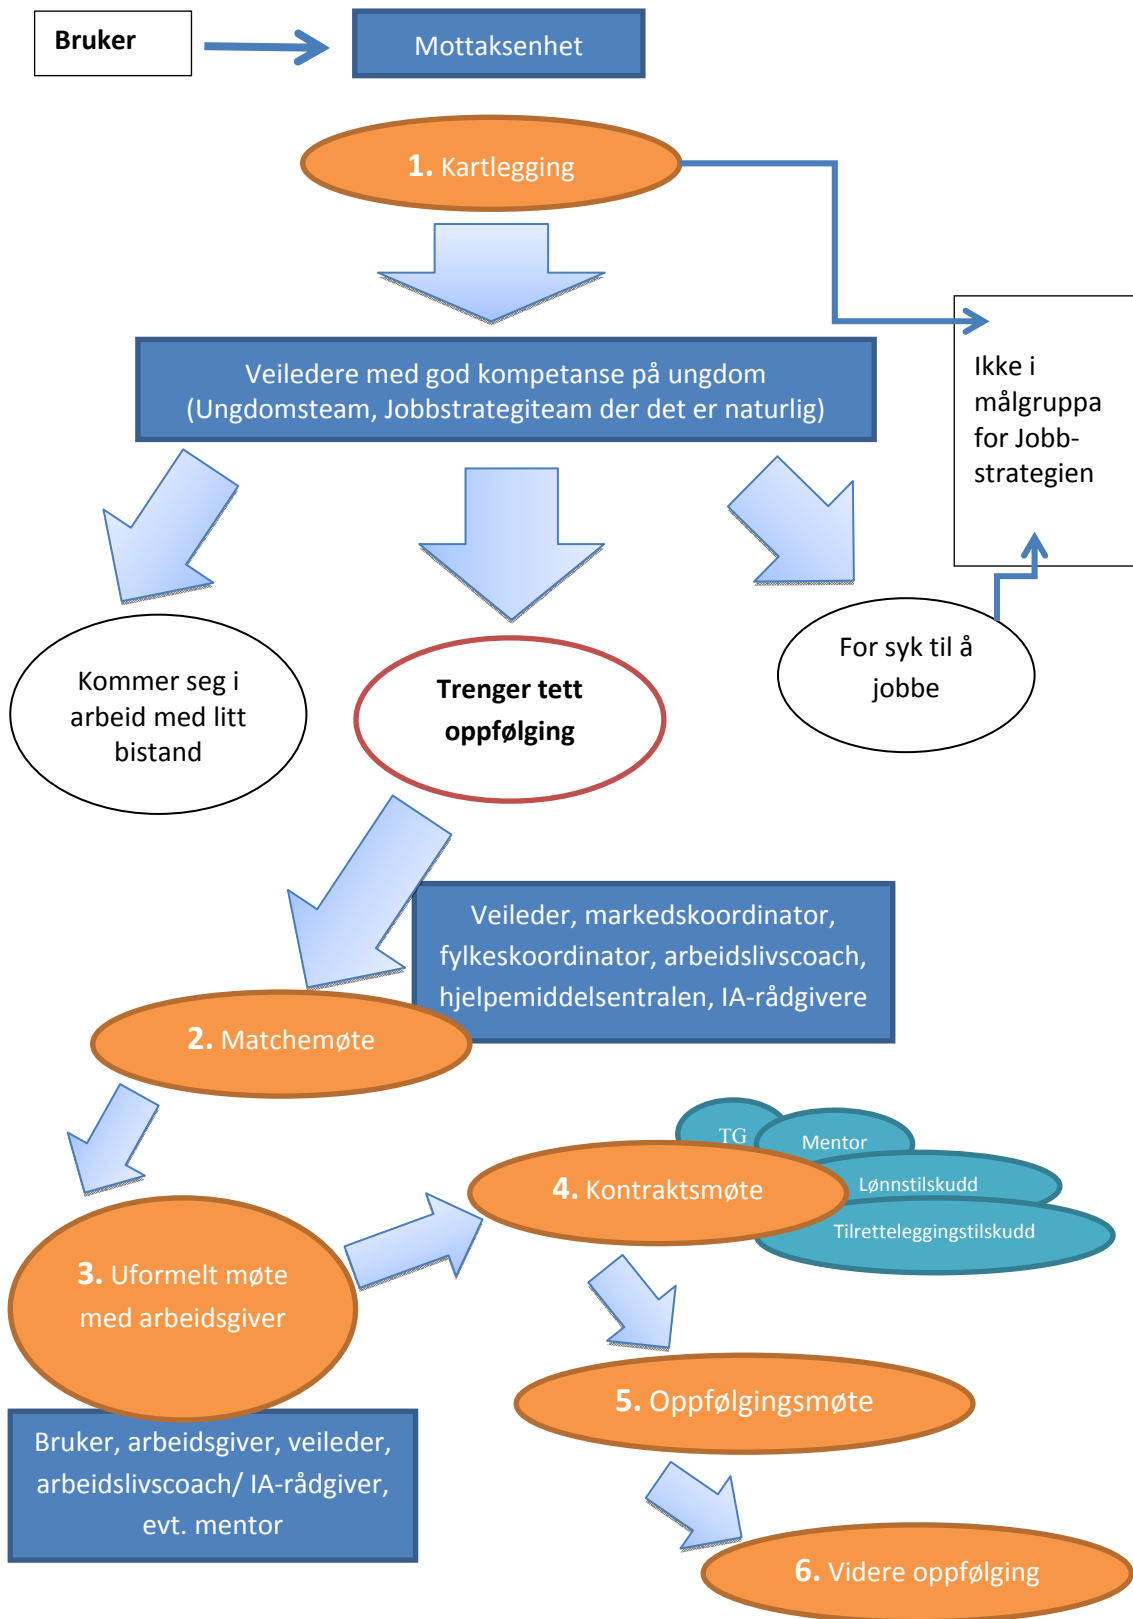 Bruker
Mottaksenhet
1. Kartlegging
Veiledere med god kompetanse på ungdom
(Ungdomsteam, Jobbstrategiteam der det er naturlig)
Ikke i
målgruppa
for Jobb-
strategien
Kommer seg i
arbeid med litt
bistand
Trenger tett
oppfølging
For syk til å
jobbe
Veileder, markedskoordinator,
fylkeskoordinator, arbeidslivscoach,
hjelpemiddelsentralen, IA-rådgivere
2. Matchemøte
TG
Mentor
Lønnstilskudd
Tilretteleggingstilskudd
4. Kontraktsmøte
3. Uformelt møte
med arbeidsgiver
5. Oppfølgingsmøte
Bruker, arbeidsgiver, veileder,
arbeidslivscoach/ IA-rådgiver,
evt. mentor
6. Videre oppfølging